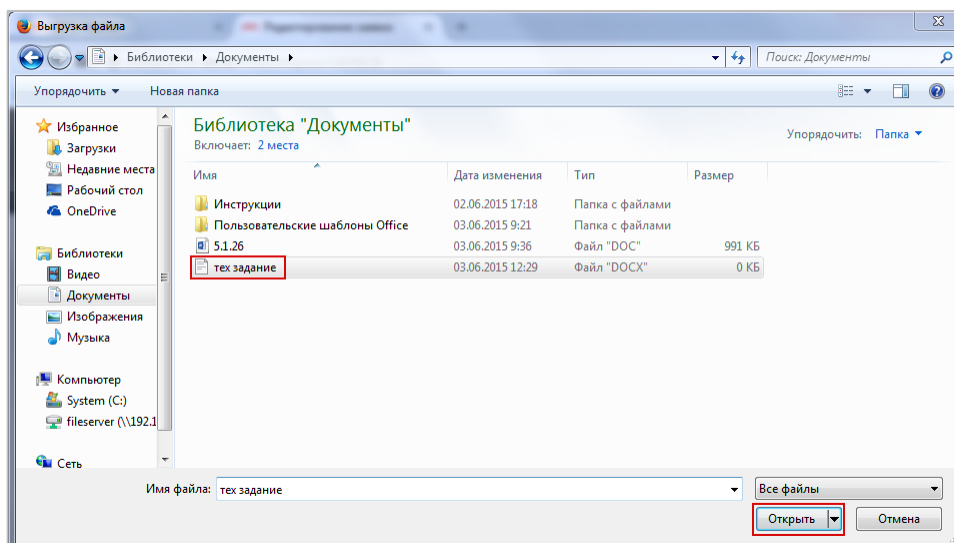 Выгрузка файла
Библиотеки Документы
Поиск: Документы
Упорядочить Новая папка
Избранное
Загрузки
Недавние места
Рабочий стол
OneDrive
Библиотеки
Видео
Документы
Изображения
Музыка
Компьютер
System (C:)
fileserver (\\192.1
Сеть
Библиотека "Документы"
Включает: 2 места
Упорядочить: Папка
Имя Дата изменения Тип Размер
Инструкции 02.06.2015 17:18 Папка с файлами
Пользовательские шаблоны Office 03.06.2015 9:21 Папка с файлами
5.1.26 03.06.2015 9:36 Файл "DOC" 991 КБ
тех задание 03.06.2015 12:29 Файл "DOCX" 0 КБ
Имя файла: тех задание Все файлы
Открыть Отмена